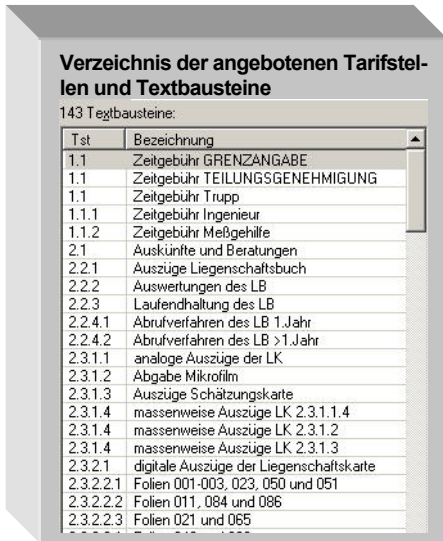 Verzeichnis der angebotenen Tarifstel-
len und Textbausteine
143 Textbausteine:
Tst Bezeichnung
1.1 Zeitgebühr GRENZANGABE
1.1 Zeitgebühr TEILUNGSGENEHMIGUNG
1.1 Zeitgebühr Trupp
1.1.1 Zeitgebühr Ingenieur
1.1.2 Zeitgebühr Meßgehilfe
2.1 Auskünfte und Beratungen
2.2.1 Auszüge Liegenschaftsbuch
2.2.2 Auswertungen des LB
2.2.3 Laufendhaltung des LB
2.2.4.1 Abrufverfahren des LB 1.Jahr
2.2.4.2 Abrufverfahren des LB >1.Jahr
2.3.1.1 analoge Auszüge der LK
2.3.1.2 Abgabe Mikrofilm
2.3.1.3 Auszüge Schätzungskarte
2.3.1.4 massenweise Auszüge LK 2.3.1.1.4
2.3.1.4 massenweise Auszüge LK 2.3.1.2
2.3.1.4 massenweise Auszüge LK 2.3.1.3
2.3.2.1 digitale Auszüge der Liegenschaftskarte
2.3.2.2.1 Folien 001-003, 023, 050 und 051
2.3.2.2.2 Folien 011, 084 und 086
2.3.2.2.3 Folien 021 und 065